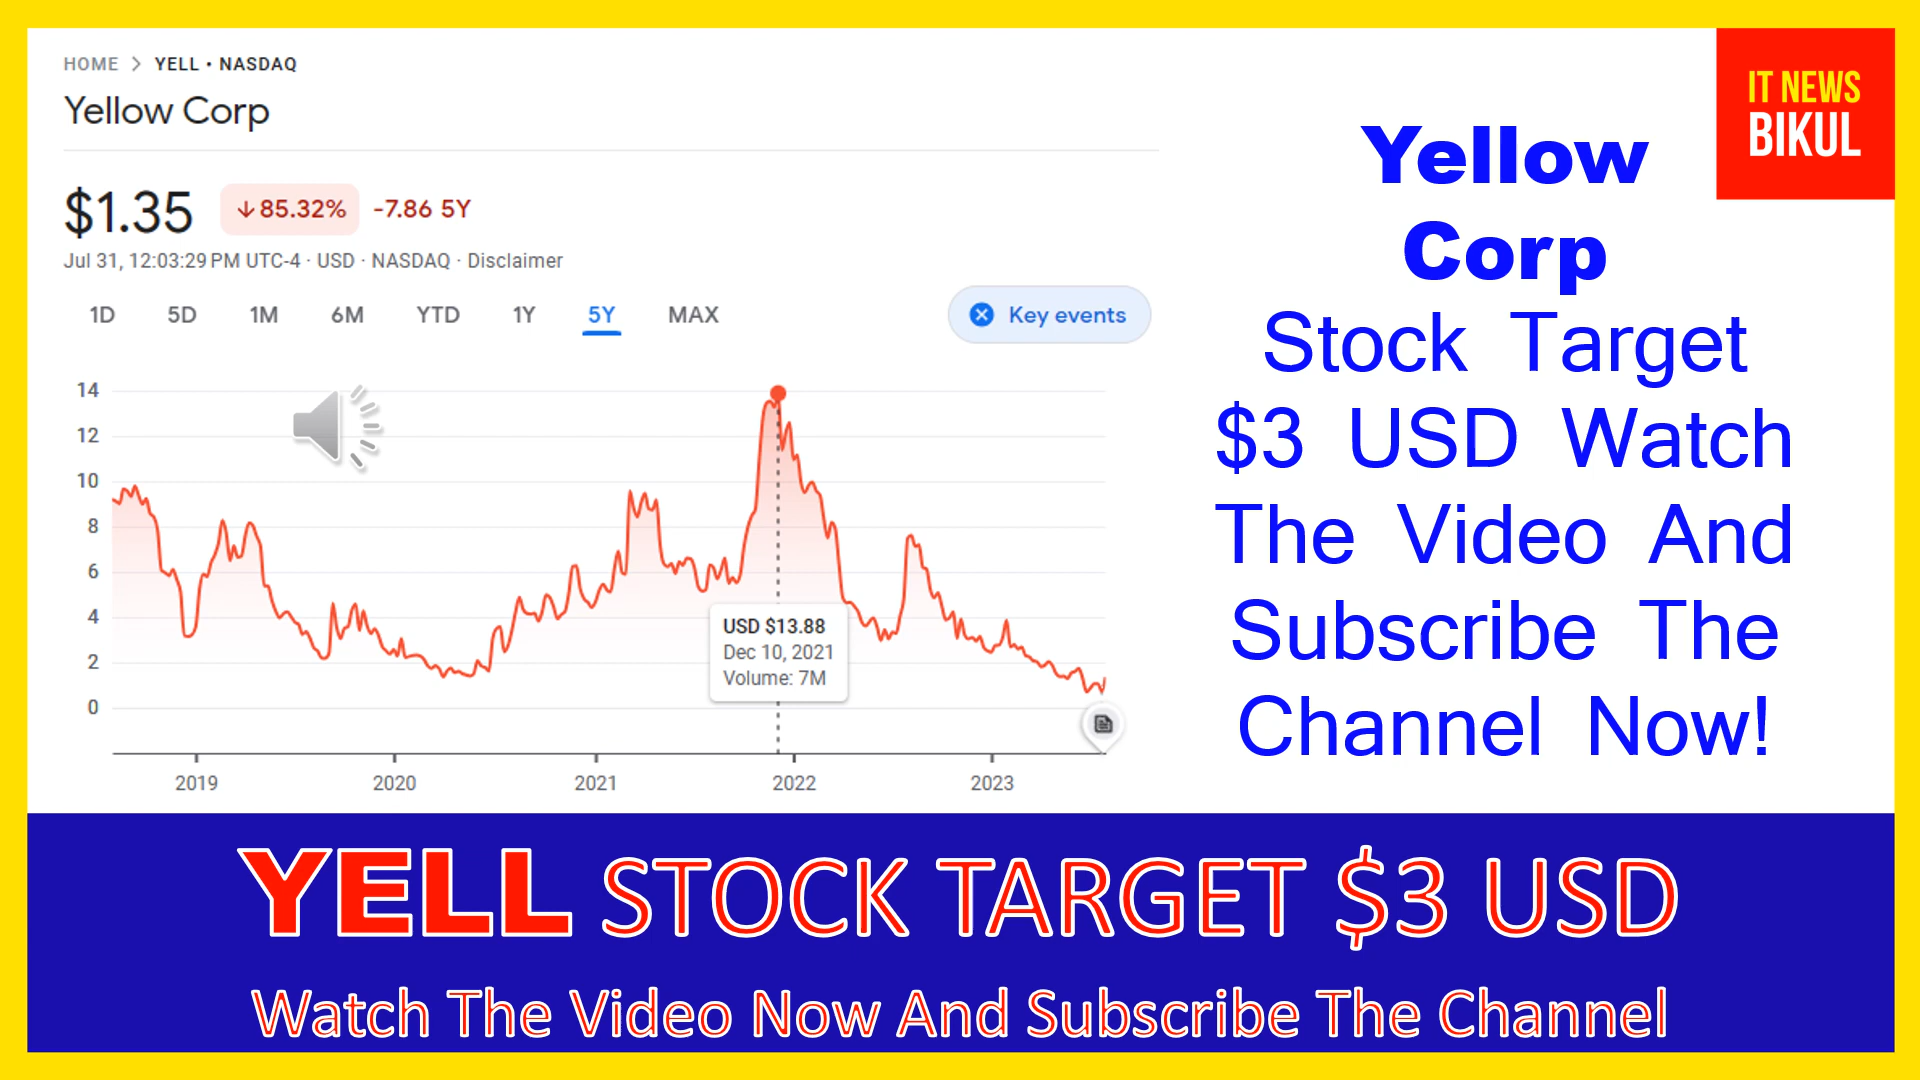 HOME > YELL • NASDAQ
Yellow Corp
$1.35 ↓85.32% -7.86 5Y
Jul 31, 12:03:29 PM UTC-4 · USD · NASDAQ · Disclaimer
1D 5D 1M 6M YTD 1Y 5Y MAX
Key events
14
12
10
8
6
4
2
0
USD $13.88
Dec 10, 2021
Volume: 7M
2019 2020 2021 2022 2023
IT NEWS
BIKUL
Yellow
Corp
Stock Target
$3 USD Watch
The Video And
Subscribe The
Channel Now!
YELL STOCK TARGET $3 USD
Watch The Video Now And Subscribe The Channel